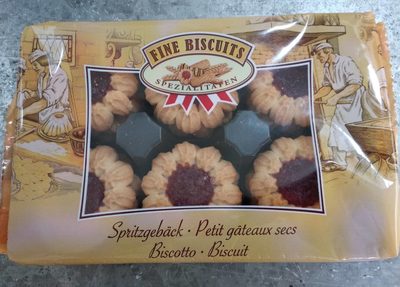 FINE BISCUITS
SPEZIALITÄTEN
Spritzgebäck · Petit gâteaux secs
Biscotto · Biscuit